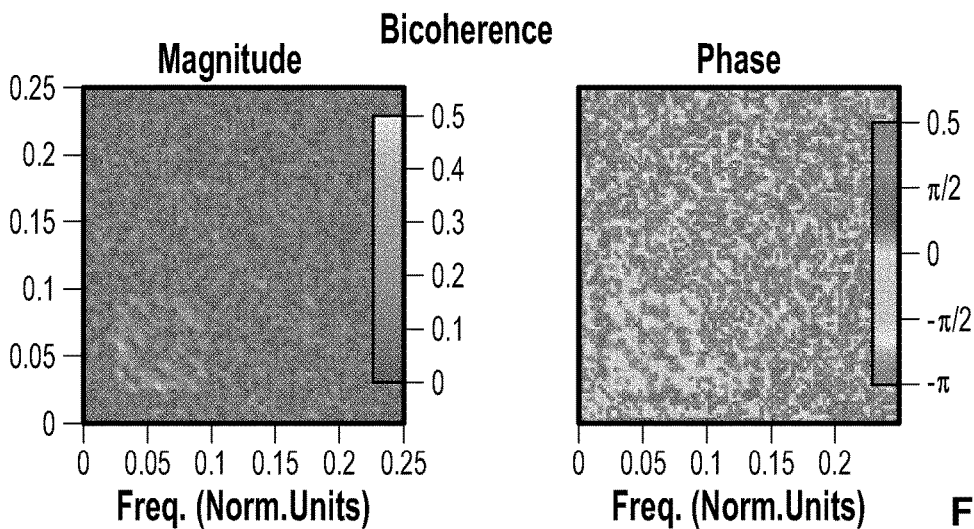 Bicoherence
Magnitude
0.25
0.2
0.15
0.1
0.05
0
0.5
0.4
0.3
0.2
0.1
0
0 0.05 0.1 0.15 0.2 0.25
Freq. (Norm.Units)
Phase
0.5
π/2
0
-π/2
-π
0 0.05 0.1 0.15 0.2
Freq. (Norm.Units)
F